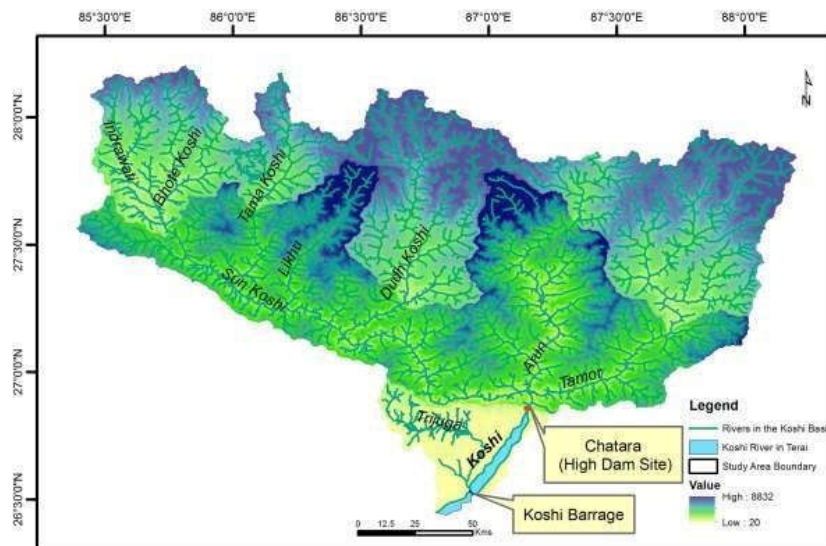 85°30'0"E 86°0'0"E 86°30'0"E 87°0'0"E 87°30'0"E 88°0'0"E
28°0'0"N
27°30'0"N
27°0'0"N
26°30'0"N
N
Indrawati
Bhote Koshi
Tama Koshi
Likhu
Dudh Koshi
Sun Koshi
Arun
Tamor
Trijuga
Koshi
Chatara
(High Dam Site)
Koshi Barrage
Legend
Rivers in the Koshi Basi
Koshi River in Terai
Study Area Boundary
Value
High : 8832
Low : 20
0 12.5 25 50
Kms